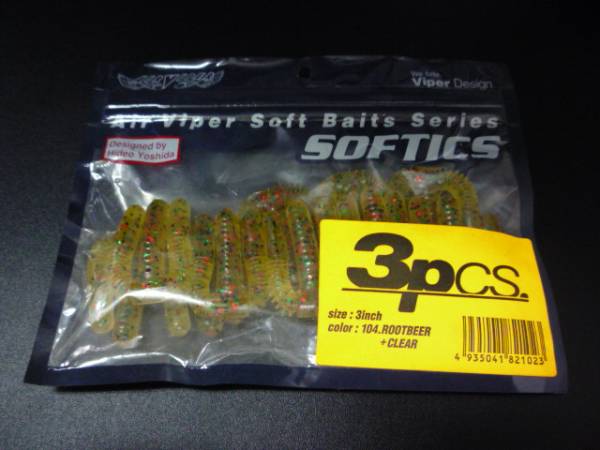 Viper Design
Air Viper Soft Baits Series
Designed by
Hideo Yoshida
SOFTICS
3pcs.
size : 3inch
color : 104.ROOTBEER
+CLEAR
4 935041 821023